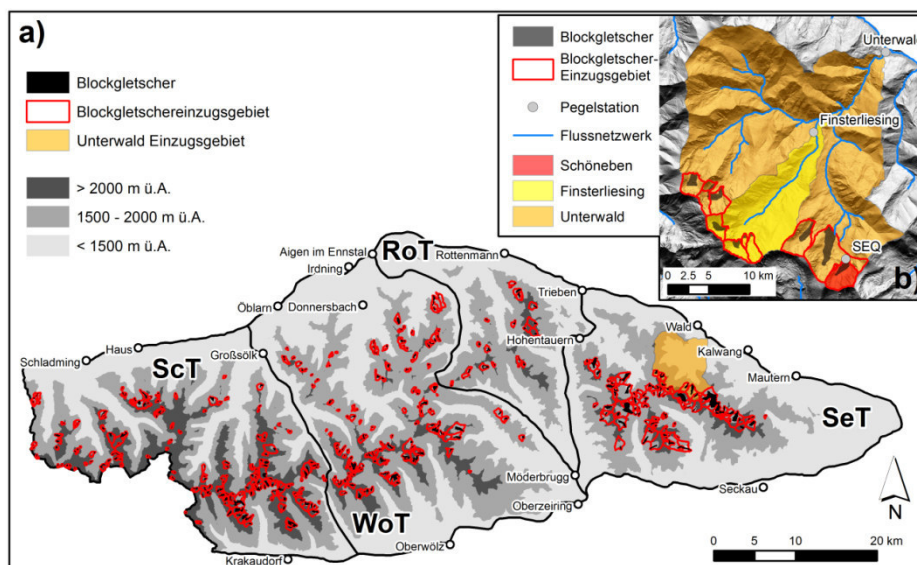 a)
Blockgletscher
Blockgletschereinzugsgebiet
Unterwald Einzugsgebiet
> 2000 m ü.A.
1500 - 2000 m ü.A.
< 1500 m ü.A.
Blockgletscher
Blockgletscher-
Einzugsgebiet
Pegelstation
Flussnetzwerk
Schöneben
Finsterliesing
Unterwald
Unterwald
Finsterliesing
SEQ
0 2.5 5 10 km
b)
Aigen im Ennstal
RoT
Rottenmann
Irdning
Trieben
Öblarn
Donnersbach
Wald
Haus
Großsölk
Hohentauern
Kalwang
Schladming
ScT
Mautern
SeT
Möderbrugg
Seckau
Oberzeiring
WoT
N
Oberwölz
Krakaudorf
0 5 10 20 km